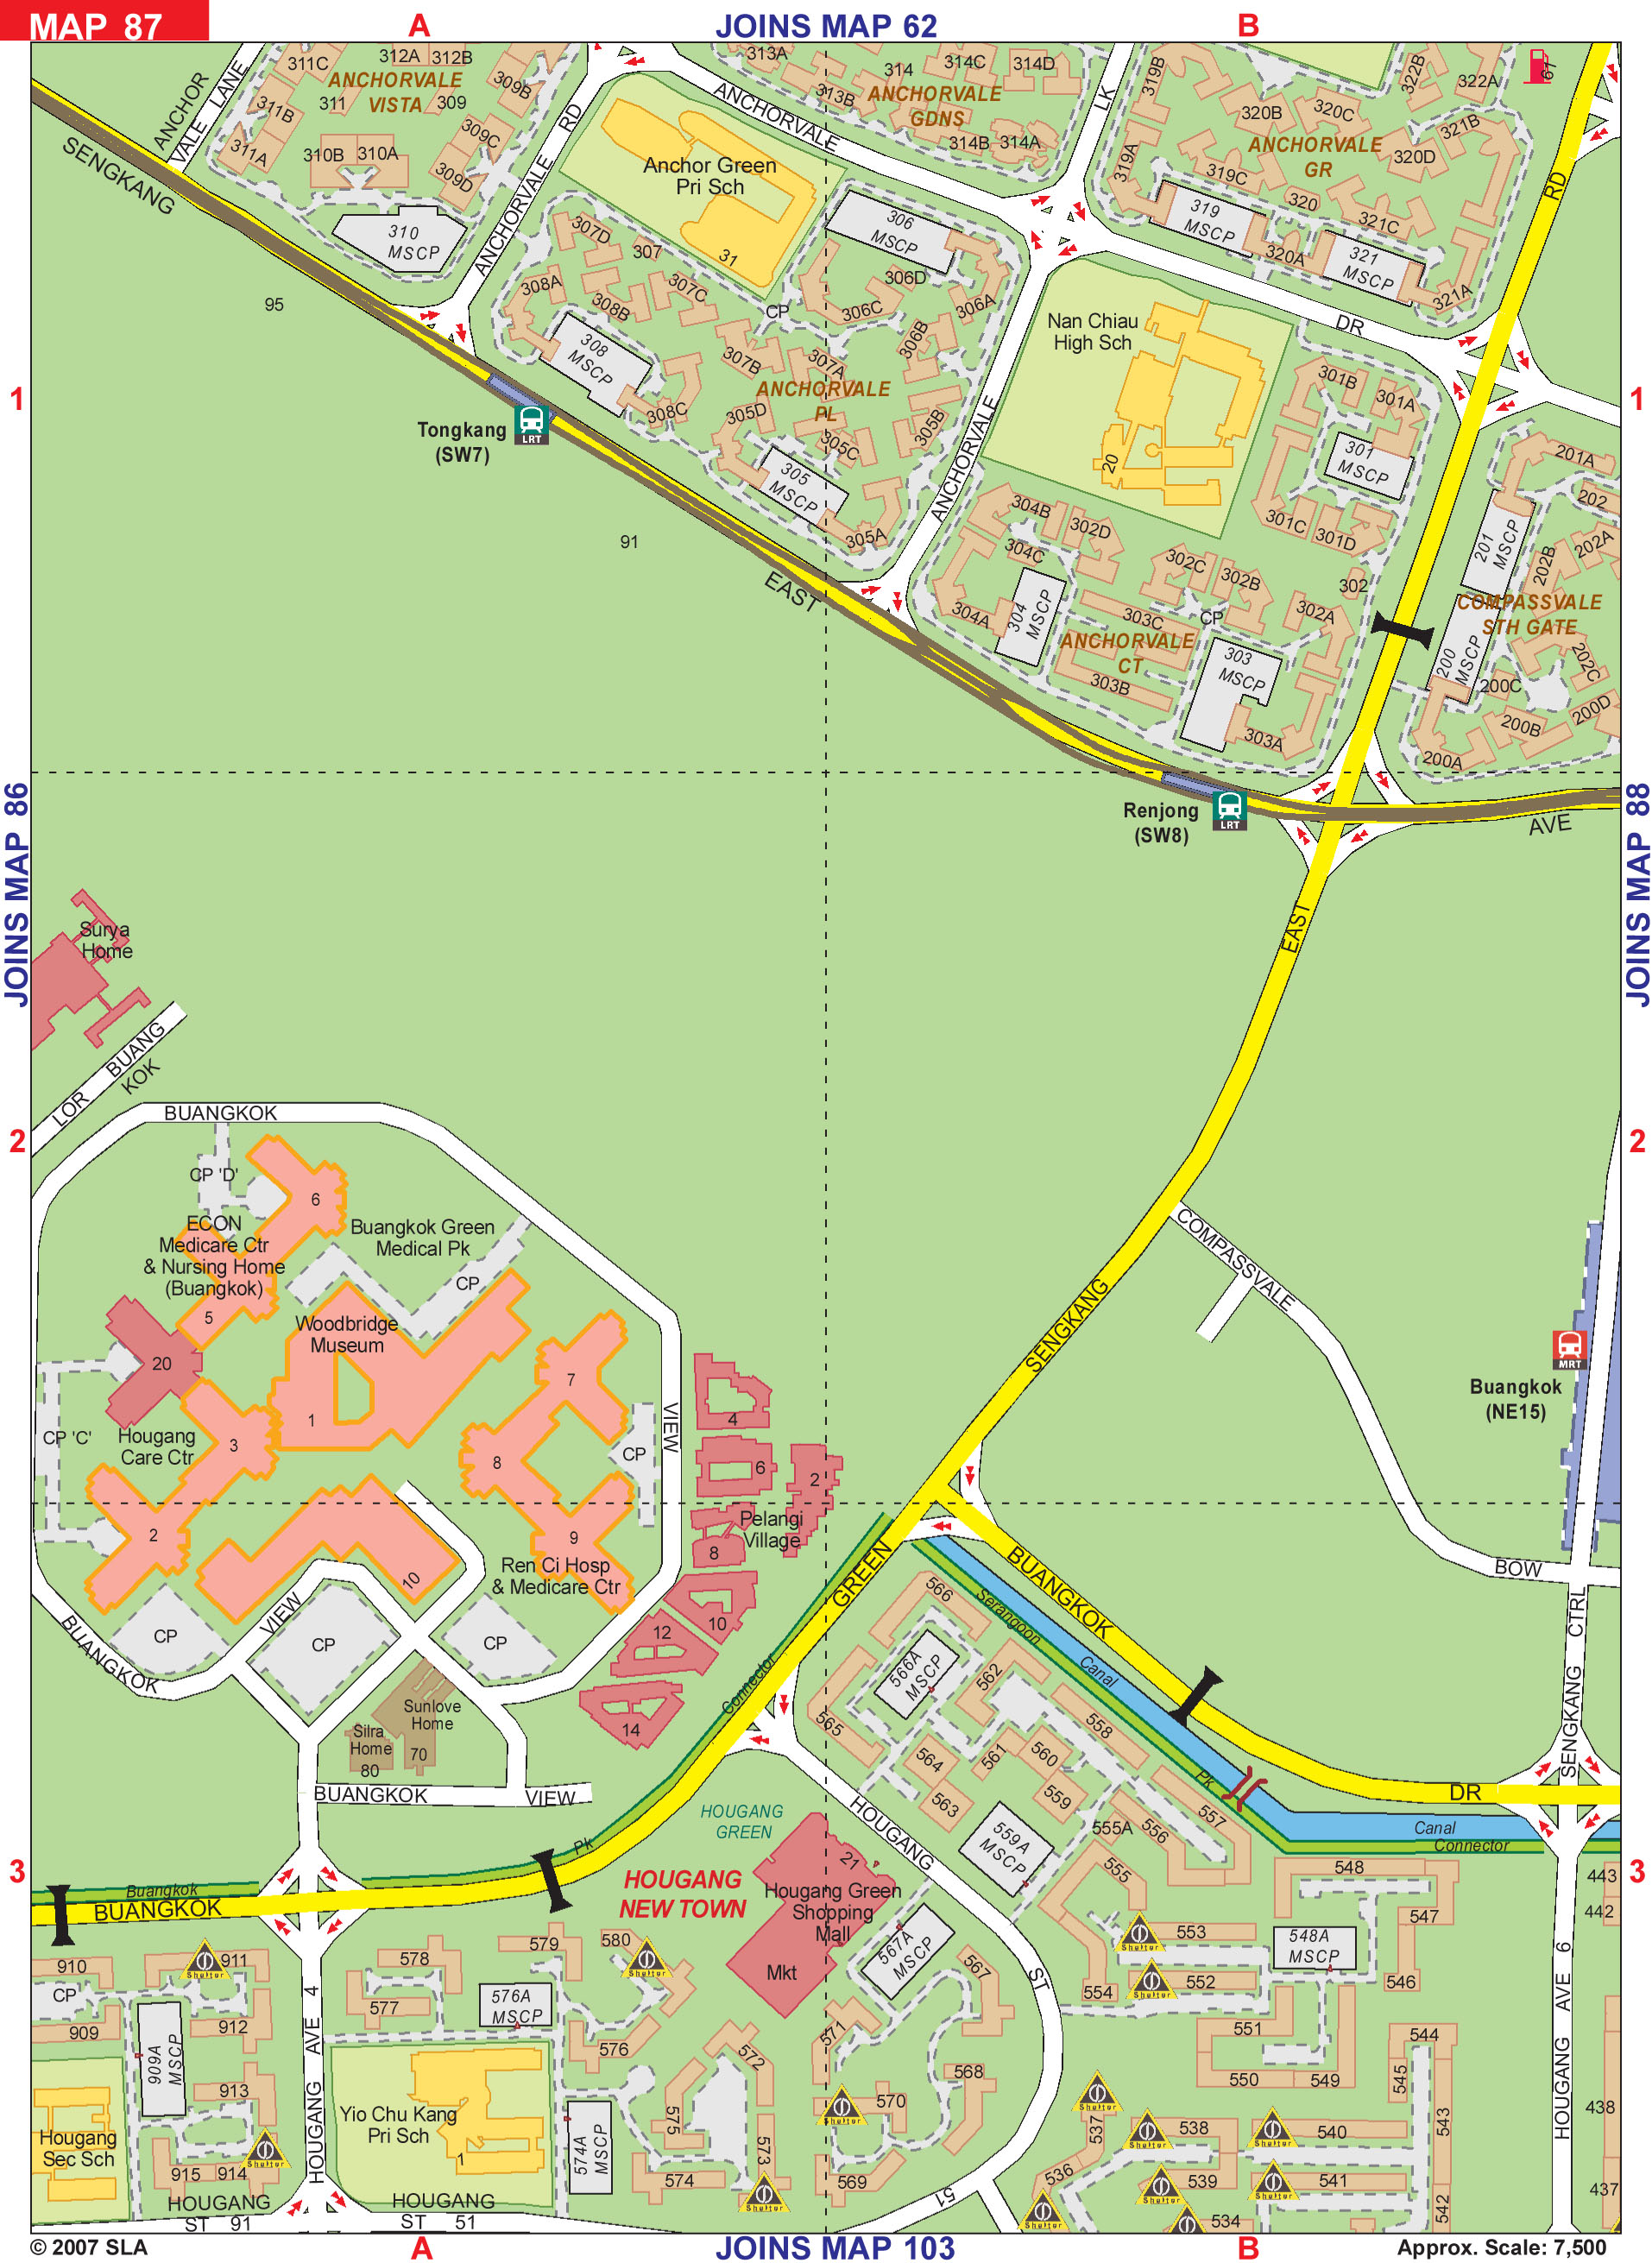 MAP 87
A
JOINS MAP 62
B
311C
312A
312B
309B
ANCHORVALE
VISTA
311
309
311B
311A
310B
310A
309C
309D
ANCHOR
VALE LANE
SENGKANG
310
MSCP
ANCHORVALE
RD
313A
314
314C
314D
313B
ANCHORVALE
GDNS
314B
314A
ANCHORVALE
LK
Anchor Green
Pri Sch
31
306
MSCP
306D
306C
306A
306B
307D
307
307C
308A
308B
CP
308
MSCP
307B
307A
ANCHORVALE
PL
308C
305D
305C
305B
305
MSCP
305A
319B
319A
320B
320C
322B
322A
61
321B
ANCHORVALE
GR
320D
319C
320
321C
319
MSCP
320A
321
MSCP
321A
RD
DR
Nan Chiau
High Sch
20
301B
301A
301
MSCP
301C
301D
ANCHORVALE
95
1
1
Tongkang
(SW7)
LRT
91
EAST
304B
302D
304C
302C
302B
302
302A
304A
304
MSCP
303C
CP
ANCHORVALE
CT
303B
303
MSCP
303A
201A
202
201
MSCP
202B
202A
COMPASSVALE
STH GATE
200
MSCP
202C
200C
200D
200B
200A
Renjong
(SW8)
LRT
AVE
JOINS MAP 86
JOINS MAP 88
EAST
Surya
Home
LOR BUANG
KOK
BUANGKOK
2
2
CP 'D'
6
ECON
Medicare Ctr
& Nursing Home
(Buangkok)
Buangkok Green
Medical Pk
CP
5
Woodbridge
Museum
20
7
1
CP 'C'
Hougang
Care Ctr
3
8
CP
VIEW
4
6
2
Pelangi
Village
2
9
8
Ren Ci Hosp
& Medicare Ctr
10
10
12
14
SENGKANG
COMPASSVALE
MRT
Buangkok
(NE15)
BOW
GREEN
BUANGKOK
Serangoon
Canal
VIEW
BUANGKOK
CP
CP
CP
Sunlove
Home
Silra
Home
70
80
BUANGKOK
VIEW
Connector
566
566A
MSCP
562
565
558
564
561
560
563
559
Pk
557
559A
MSCP
555A
556
555
SENGKANG CTRL
DR
Canal
Connector
HOUGANG
GREEN
HOUGANG
Pk
HOUGANG
NEW TOWN
21
Hougang Green
Shopping
Mall
Mkt
567A
MSCP
567
3
3
Buangkok
BUANGKOK
548
443
442
547
553
548A
MSCP
552
554
546
910
911
Shelter
CP
909
909A
MSCP
912
913
915
914
Shelter
Hougang
Sec Sch
578
579
580
Shelter
577
576A
MSCP
576
HOUGANG AVE 4
Yio Chu Kang
Pri Sch
1
574A
MSCP
575
572
573
574
Shelter
571
570
568
569
Shelter
ST
Shelter
Shelter
551
544
550
549
545
543
HOUGANG AVE 6
Shelter
537
Shelter
538
Shelter
540
438
536
Shelter
539
Shelter
541
437
Shelter
534
542
51
HOUGANG
ST 91
HOUGANG
ST 51
© 2007 SLA
A
JOINS MAP 103
B
Approx. Scale: 7,500